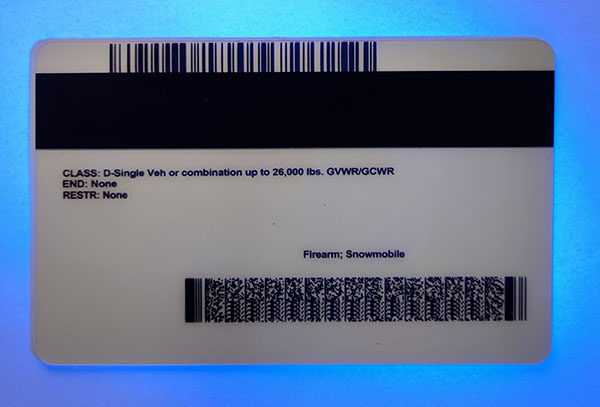 CLASS: D-Single Veh or combination up to 26,000 lbs. GVWR/GCWR
END: None
RESTR: None
Firearm; Snowmobile